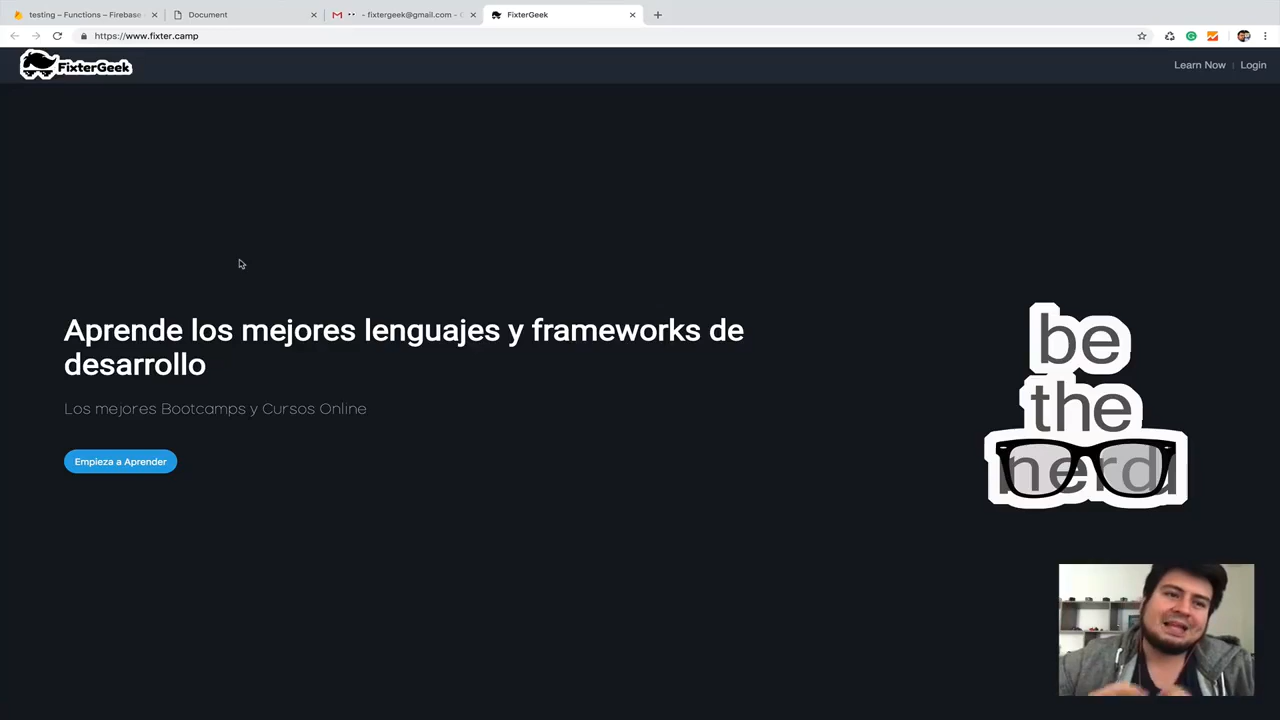 testing – Functions – Firebase
Document
- fixtergeek@gmail.com -
FixterGeek
https://www.fixter.camp
FixterGeek
Learn Now | Login
Aprende los mejores lenguajes y frameworks de
desarrollo
Los mejores Bootcamps y Cursos Online
Empieza a Aprender
be
the
nerd